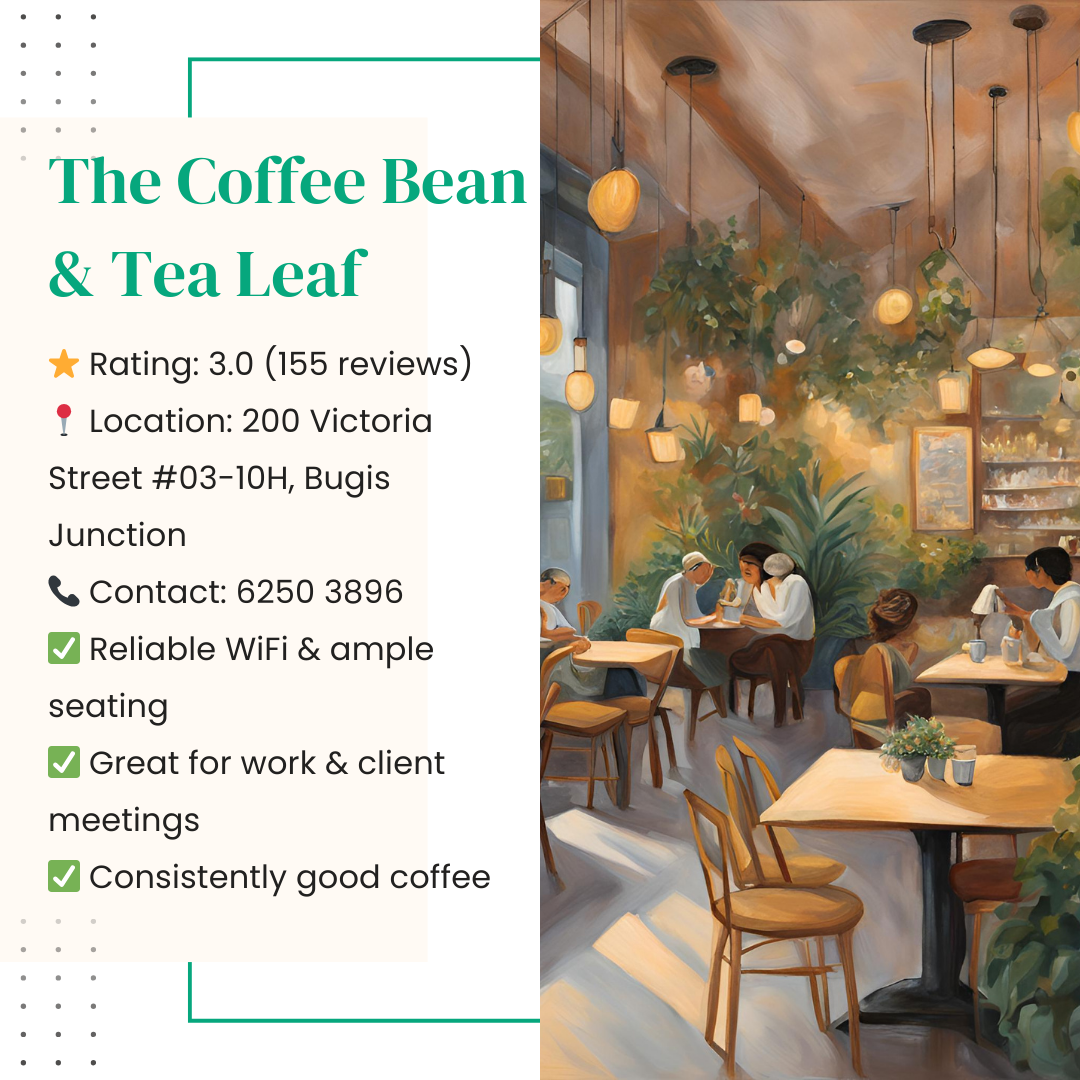 The Coffee Bean
& Tea Leaf
⭐ Rating: 3.0 (155 reviews)
📍 Location: 200 Victoria
Street #03-10H, Bugis
Junction
📞 Contact: 6250 3896
✅ Reliable WiFi & ample
seating
✅ Great for work & client
meetings
✅ Consistently good coffee